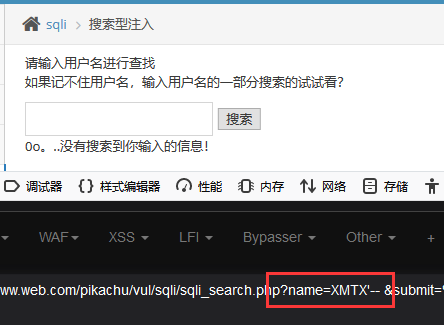 sqli > 搜索型注入
请输入用户名进行查找
如果记不住用户名，输入用户名的一部分搜索的试试看？
搜索
0o。..没有搜索到你输入的信息！
调试器 {} 样式编辑器 性能 内存 网络 存储
WAF XSS LFI Bypasser Other +
ww.web.com/pikachu/vul/sqli/sqli_search.php?name=XMTX'-- &submit=